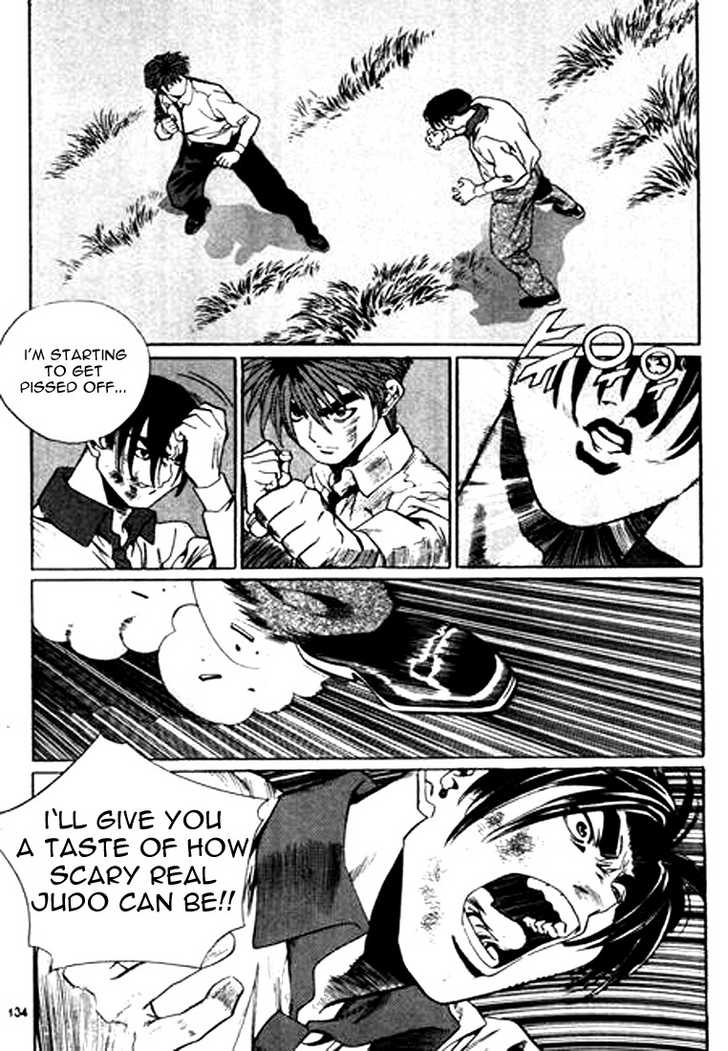 I'M STARTING
TO GET
PISSED OFF...
I'LL GIVE YOU
A TASTE OF HOW
SCARY REAL
JUDO CAN BE!!
134